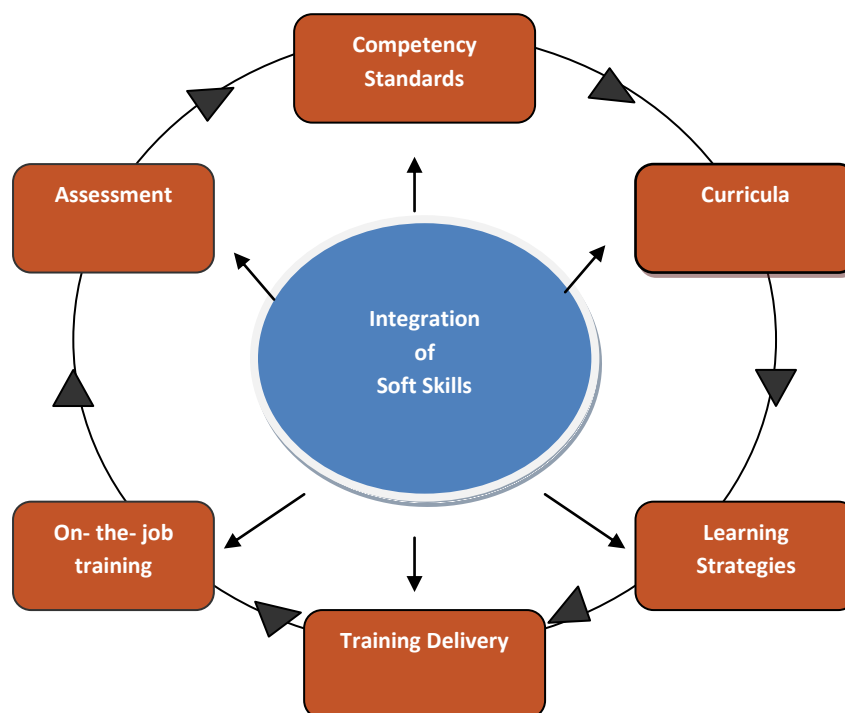 Competency
Standards
Assessment
Curricula
Integration
of
Soft Skills
On- the- job
training
Learning
Strategies
Training Delivery